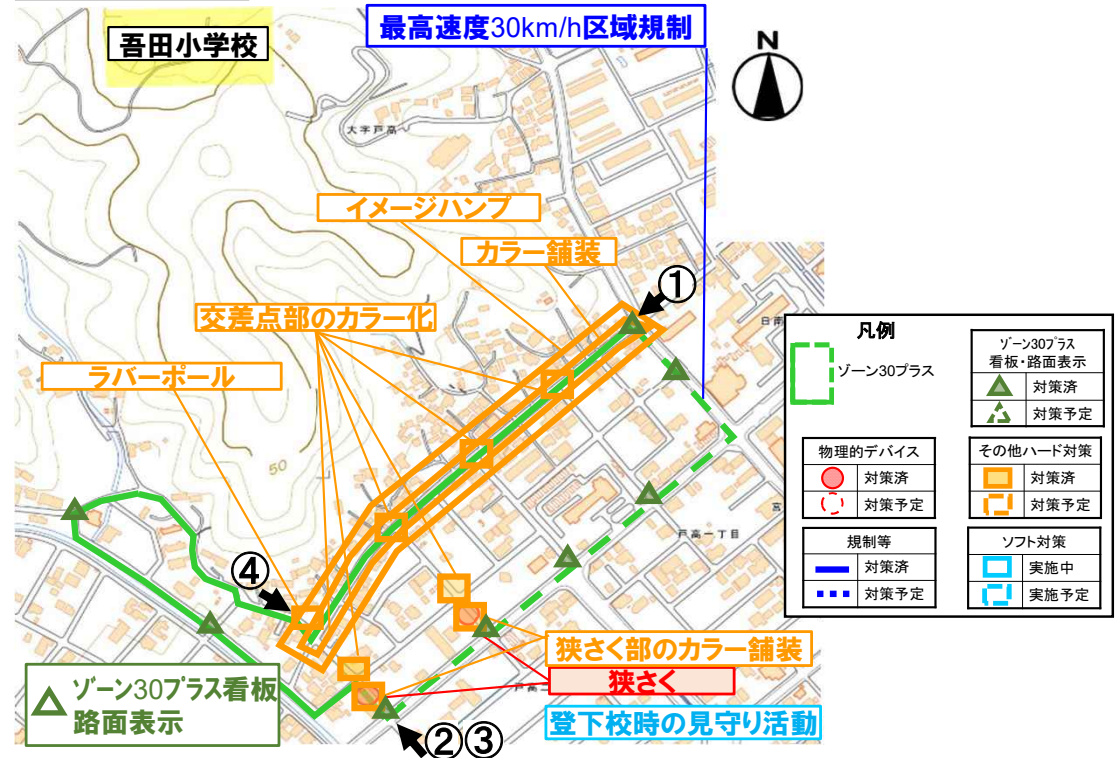 吾田小学校
最高速度30km/h区域規制
N
大字戸高
イメージハンプ
カラー舗装
①
交差点部のカラー化
日南
ラバーポール
凡例
ゾーン30プラス
ゾーン30プラス
看板・路面表示
対策済
対策予定
物理的デバイス
対策済
対策予定
その他ハード対策
対策済
対策予定
規制等
対策済
対策予定
ソフト対策
実施中
実施予定
50
宮
戸高一丁目
④
狭さく部のカラー舗装
狭さく
戸高二
ゾーン30プラス看板
路面表示
登下校時の見守り活動
②③